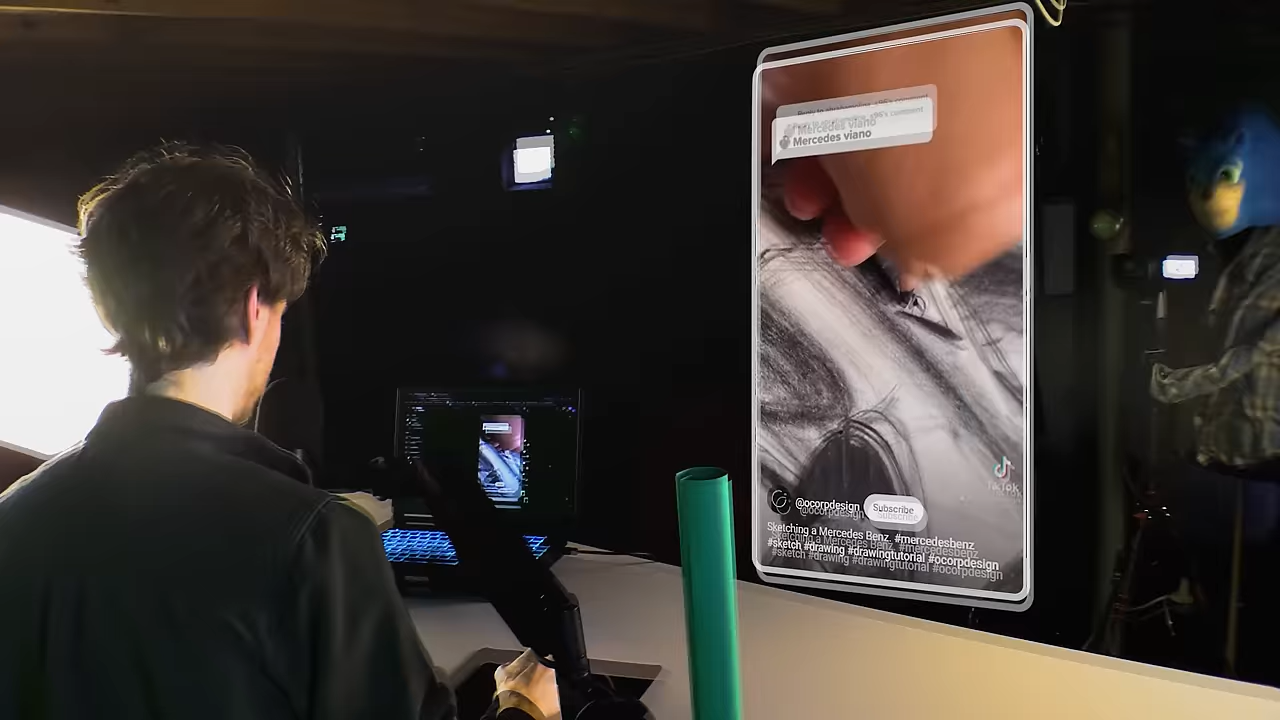 Mercedes viano
@ocorpdesign
Subscribe
Sketching a Mercedes Benz. #mercedesbenz
#sketch #drawing #drawingtutorial #ocorpdesign
TikTok